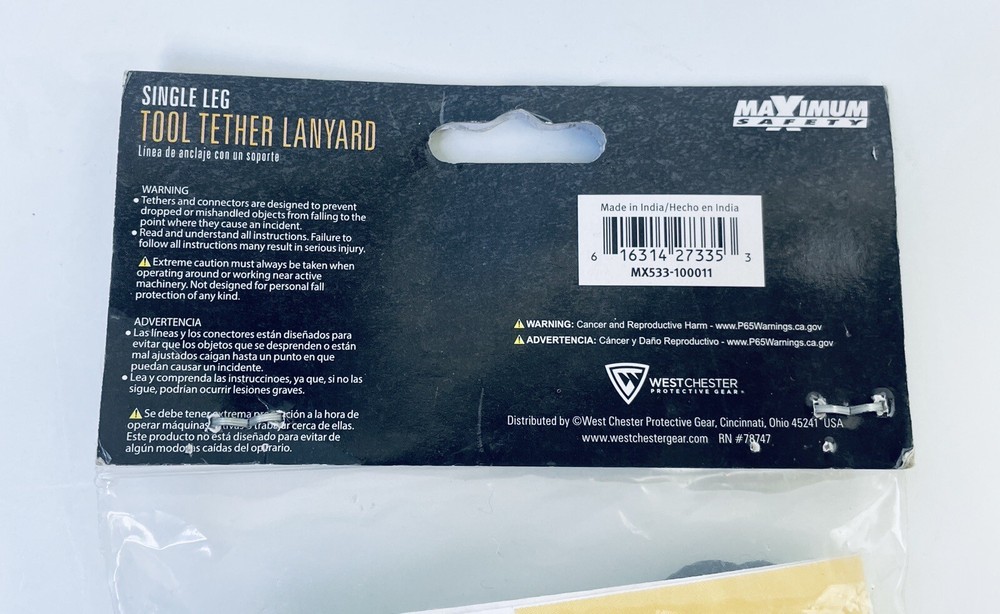 SINGLE LEG
TOOL TETHER LANYARD
Línea de anclaje con un soporte
MAXIMUM
SAFETY
WARNING
• Tethers and connectors are designed to prevent
dropped or mishandled objects from falling to the
point where they cause an incident.
• Read and understand all instructions. Failure to
follow all instructions many result in serious injury.
⚠ Extreme caution must always be taken when
operating around or working near active
machinery. Not designed for personal fall
protection of any kind.
ADVERTENCIA
• Las líneas y los conectores están diseñados para
evitar que los objetos que se desprenden o están
mal ajustados caigan hasta un punto en que
puedan causar un incidente.
• Lea y comprenda las instruccinoes, ya que, si no las
sigue, podrían ocurrir lesiones graves.
⚠ Se debe tener extrema a la hora de
operar máquinas trabajar cerca de ellas.
Este producto no está diseñado para evitar de
algún modo las caídas del operario.
Made in India/Hecho en India
6 16314 27335 3
MX533-100011
⚠ WARNING: Cancer and Reproductive Harm - www.P65Warnings.ca.gov
⚠ ADVERTENCIA: Cáncer y Daño Reproductivo - www.P65Warnings.ca.gov
WESTCHESTER
PROTECTIVE GEAR
Distributed by ©West Chester Protective Gear, Cincinnati, Ohio 45241 USA
www.westchestergear.com RN #78747